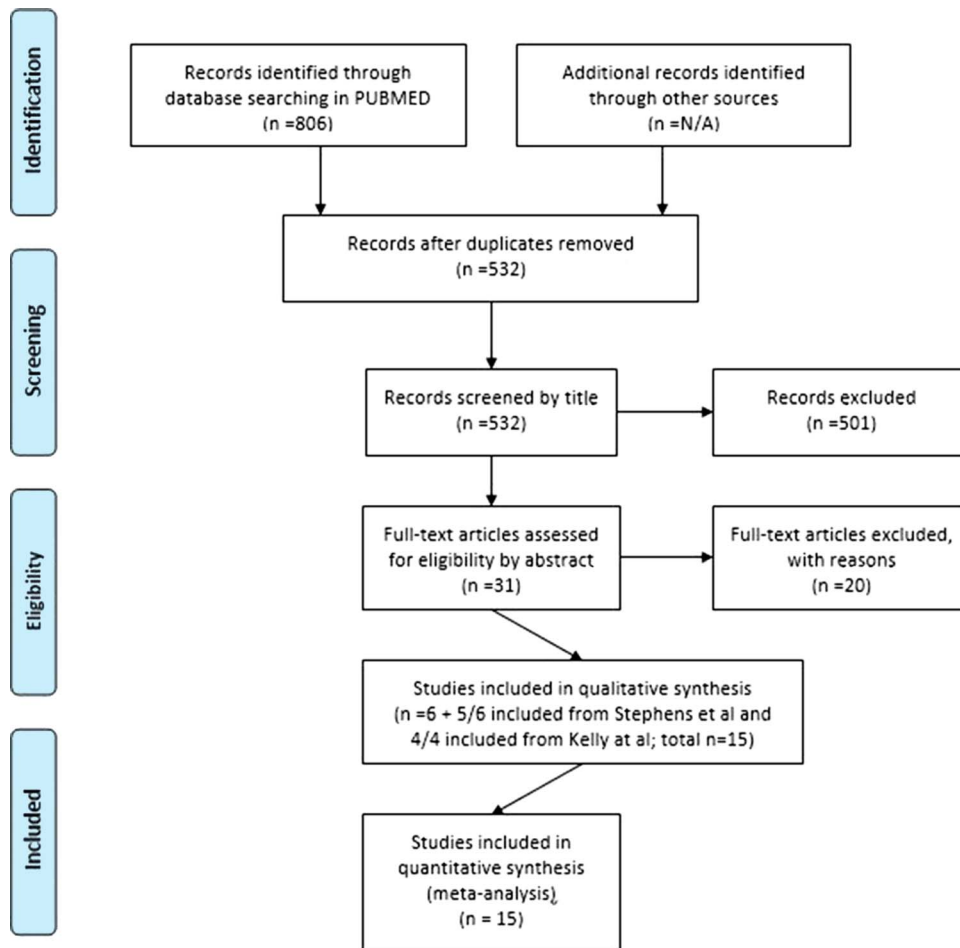 Identification
Records identified through
database searching in PUBMED
(n =806)
Additional records identified
through other sources
(n =N/A)
Records after duplicates removed
(n =532)
Screening
Records screened by title
(n =532)
Records excluded
(n =501)
Eligibility
Full-text articles assessed
for eligibility by abstract
(n =31)
Full-text articles excluded,
with reasons
(n =20)
Studies included in qualitative synthesis
(n =6 + 5/6 included from Stephens et al and
4/4 included from Kelly at al; total n=15)
Included
Studies included in
quantitative synthesis
(meta-analysis),
(n = 15)